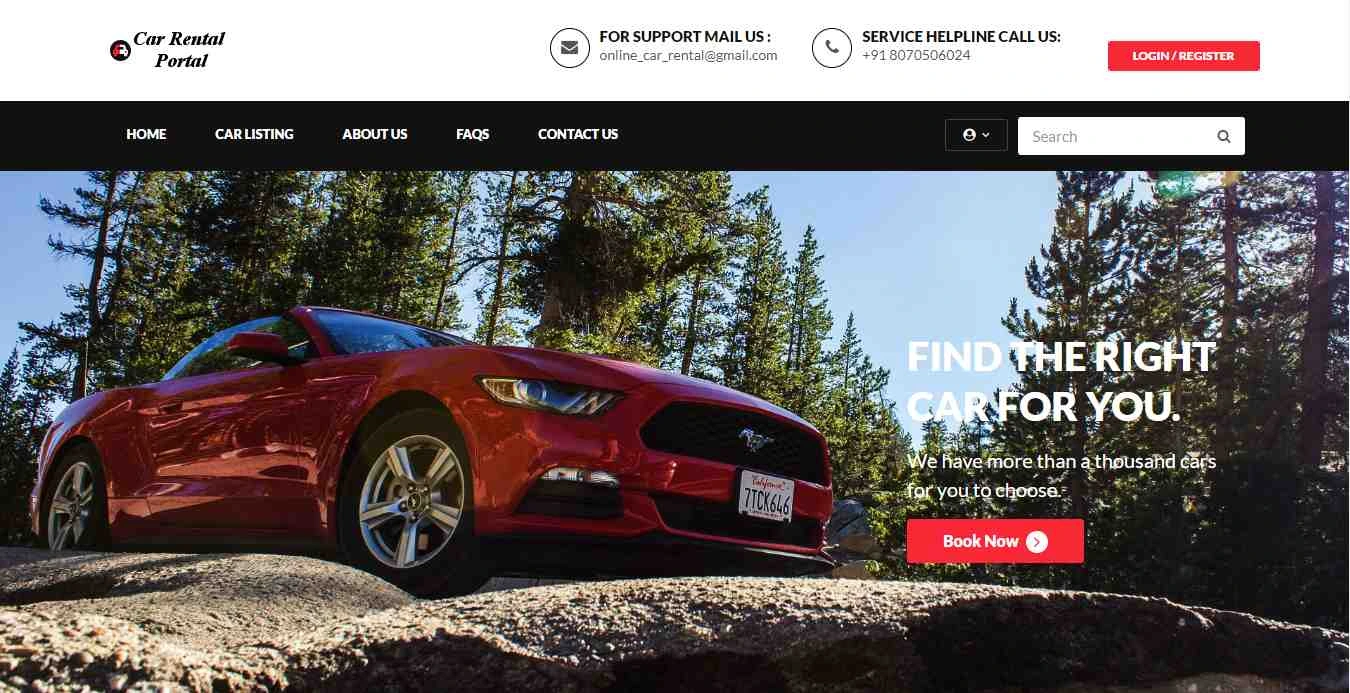 Car Rental
Portal
FOR SUPPORT MAIL US :
online_car_rental@gmail.com
SERVICE HELPLINE CALL US:
+91 8070506024
LOGIN / REGISTER
HOME
CAR LISTING
ABOUT US
FAQS
CONTACT US
Search
FIND THE RIGHT
CAR FOR YOU.
We have more than a thousand cars
for you to choose.
Book Now
California
7TCK646